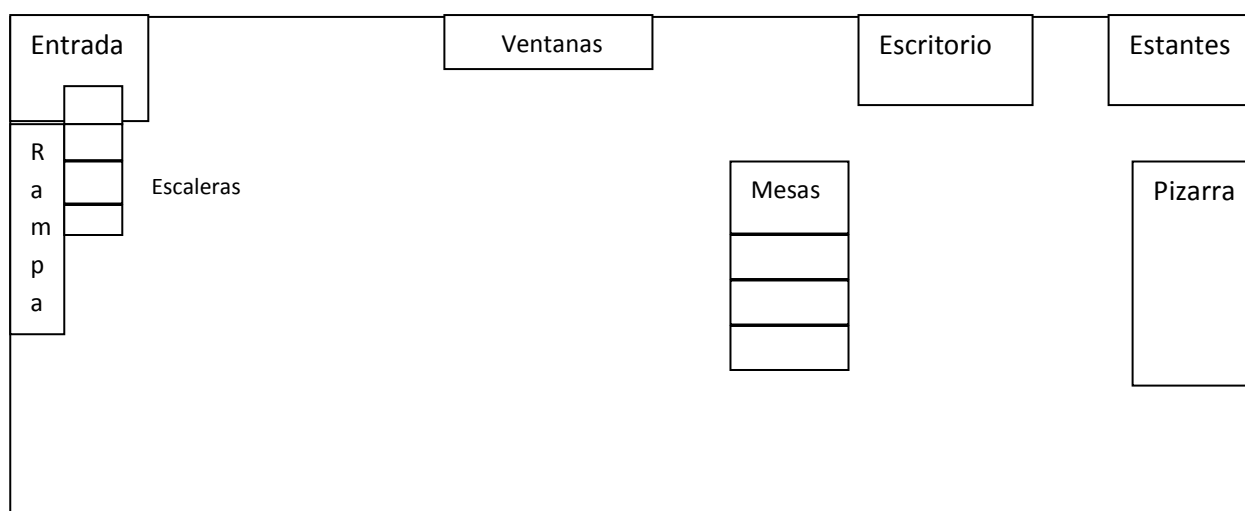 Entrada
Ventanas
Escritorio
Estantes
R
a
m
p
a
Escaleras
Mesas
Pizarra